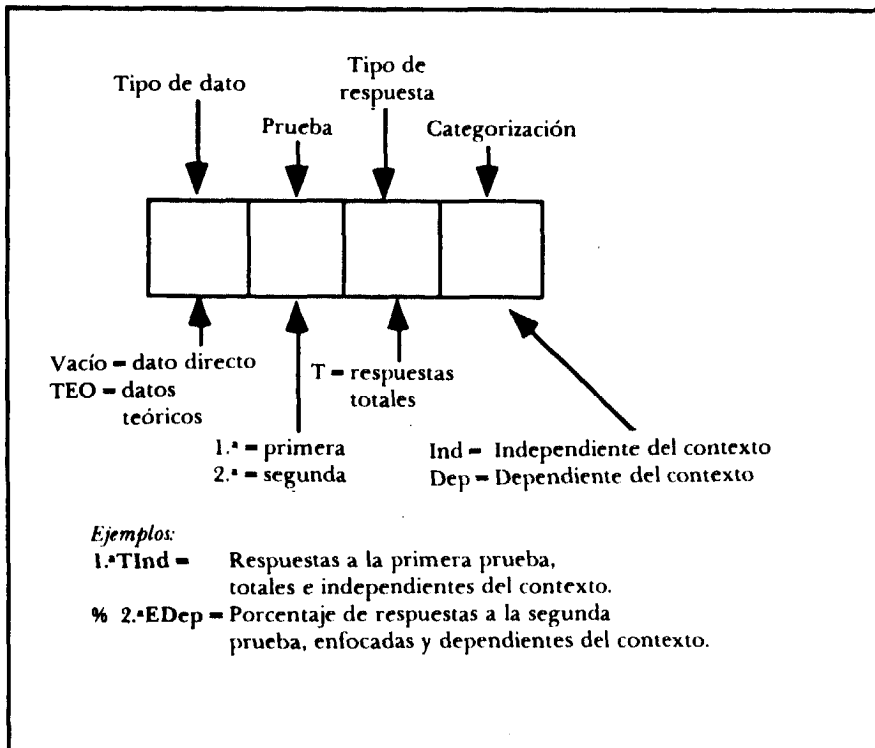 Tipo de dato
Prueba
Tipo de
respuesta
Categorización
Vacío = dato directo
TEO = datos
teóricos
T = respuestas
totales
1.ª = primera
2.ª = segunda
Ind = Independiente del contexto
Dep = Dependiente del contexto
Ejemplos:
1.ªTInd = Respuestas a la primera prueba,
totales e independientes del contexto.
% 2.ªEDep = Porcentaje de respuestas a la segunda
prueba, enfocadas y dependientes del contexto.